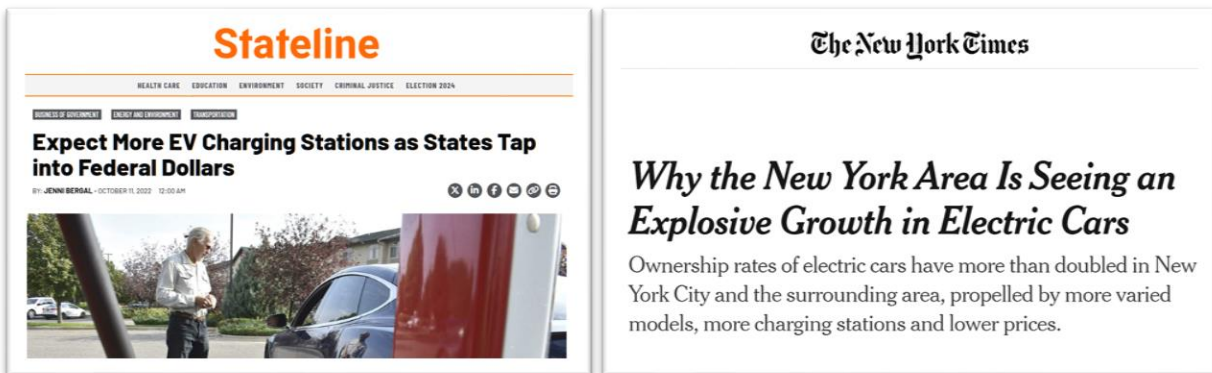 Stateline
HEALTH CARE EDUCATION ENVIRONMENT SOCIETY CRIMINAL JUSTICE ELECTION 2024
BUSINESS OF GOVERNMENT ENERGY AND ENVIRONMENT TRANSPORTATION
Expect More EV Charging Stations as States Tap
into Federal Dollars
BY: JENNI BERGAL - OCTOBER 11, 2022 12:00 AM
The New York Times
Why the New York Area Is Seeing an
Explosive Growth in Electric Cars
Ownership rates of electric cars have more than doubled in New
York City and the surrounding area, propelled by more varied
models, more charging stations and lower prices.